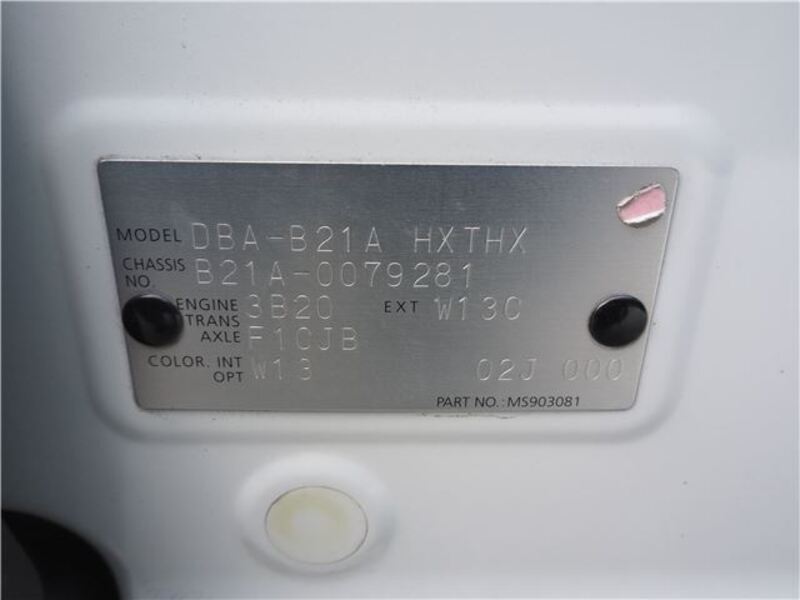 MODEL DBA-B21A HXTHX
CHASSIS NO. B21A-0079281
ENGINE 3B20 EXT W13C
TRANS AXLE F1CJB
COLOR. INT W13 02J 000
OPT
PART NO.: MS903081